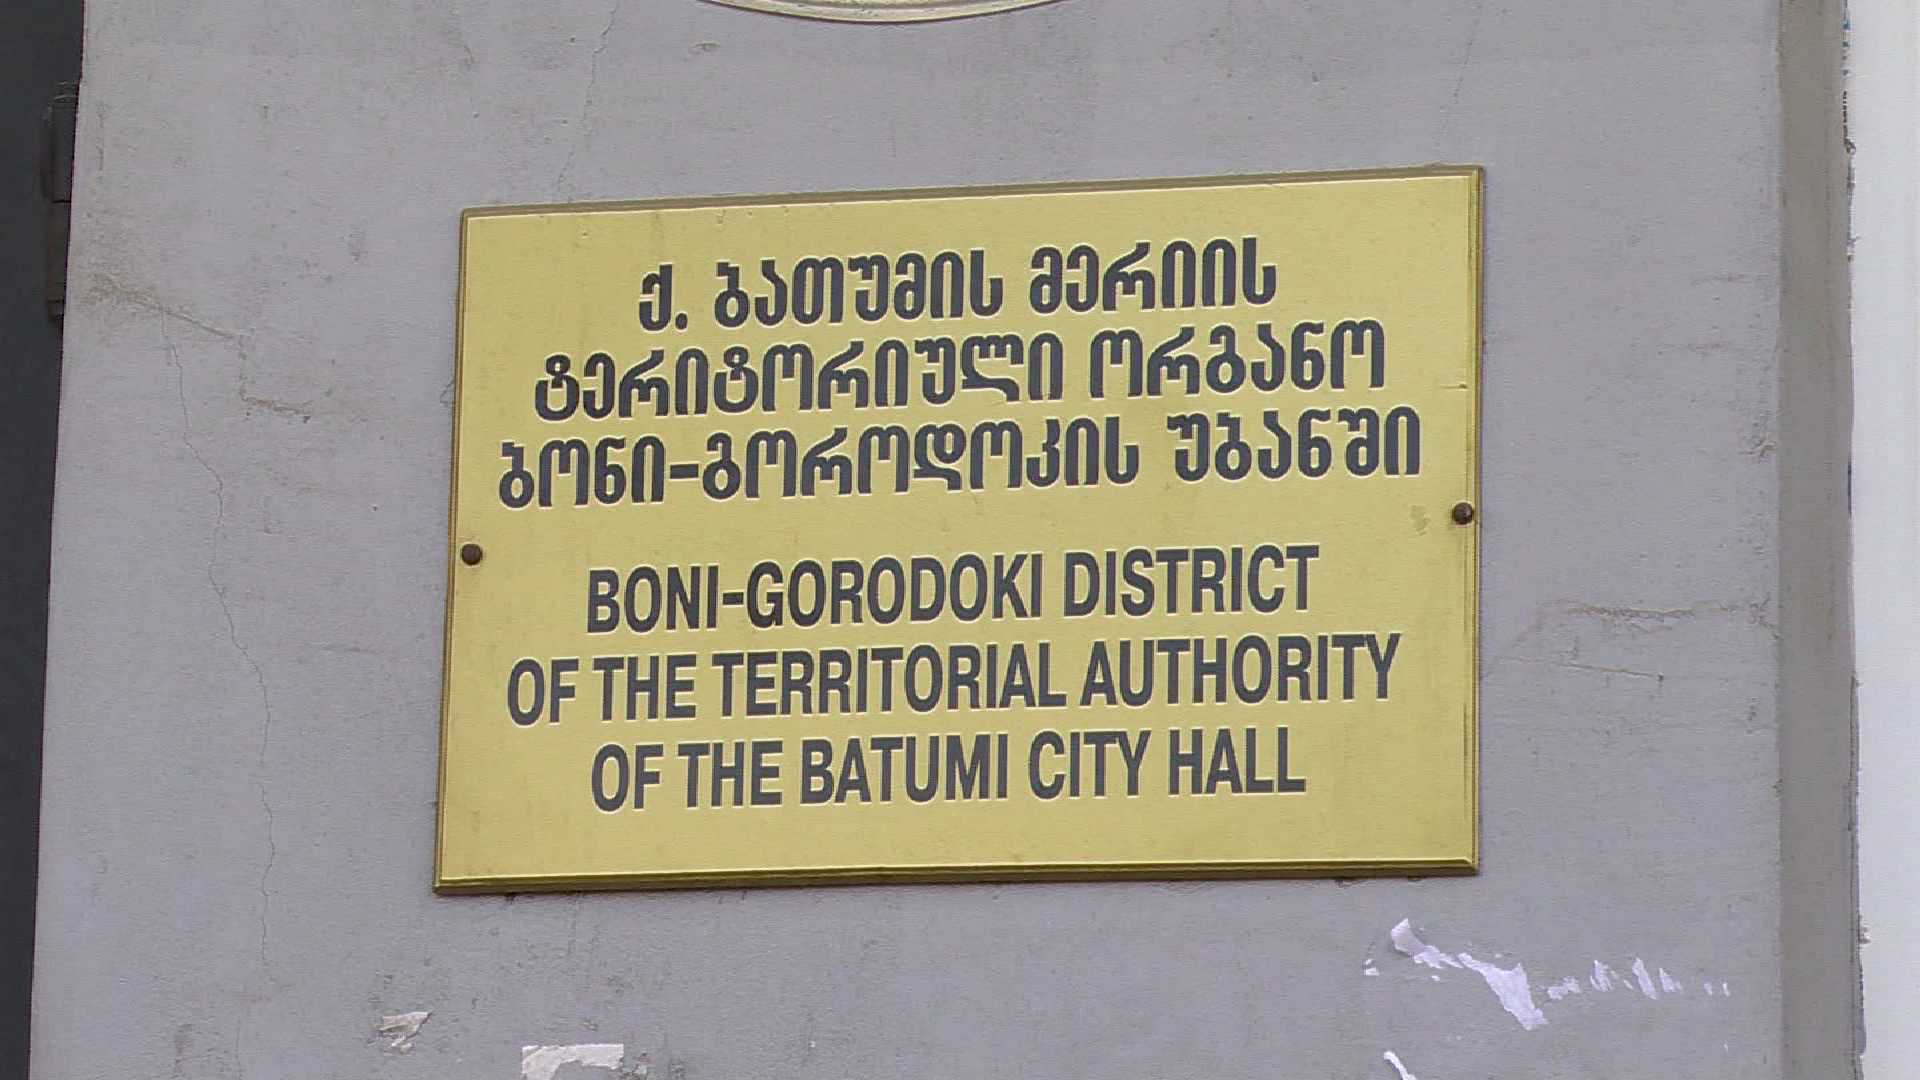 ქ. ბათუმის მერიის
ტერიტორიული ორგანო
ბონი-გოროდოკის უბანში
BONI-GORODOKI DISTRICT
OF THE TERRITORIAL AUTHORITY
OF THE BATUMI CITY HALL